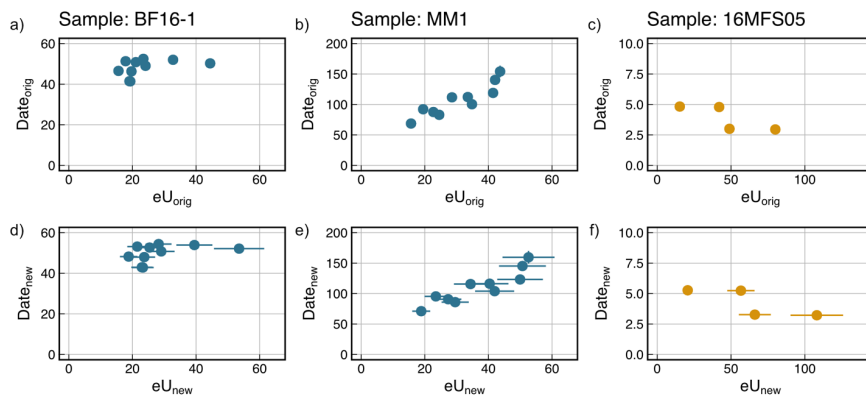 a) Sample: BF16-1
b) Sample: MM1
c) Sample: 16MFS05
60
40
20
0
Date_orig
0 20 40 60
eU_orig
200
150
100
50
0
Date_orig
0 20 40 60
eU_orig
10.0
7.5
5.0
2.5
0.0
Date_orig
0 50 100
eU_orig
d)
60
40
20
0
Date_new
0 20 40 60
eU_new
e)
200
150
100
50
0
Date_new
0 20 40 60
eU_new
f)
10.0
7.5
5.0
2.5
0.0
Date_new
0 50 100
eU_new